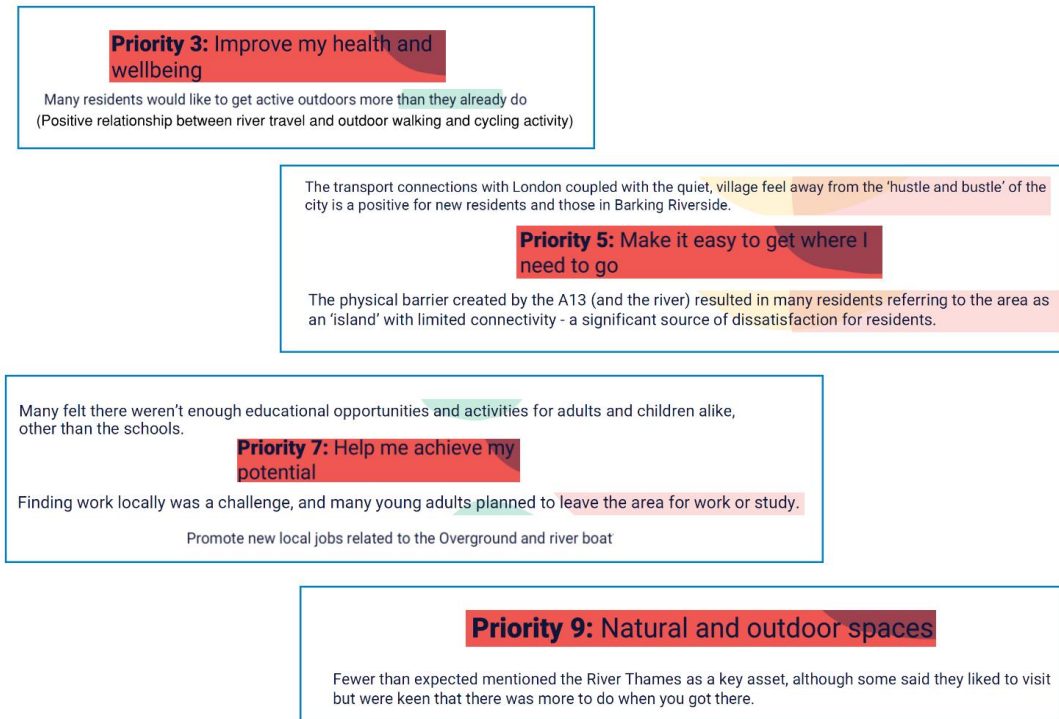 Priority 3: Improve my health and
wellbeing
Many residents would like to get active outdoors more than they already do
(Positive relationship between river travel and outdoor walking and cycling activity)
The transport connections with London coupled with the quiet, village feel away from the ‘hustle and bustle’ of the
city is a positive for new residents and those in Barking Riverside.
Priority 5: Make it easy to get where I
need to go
The physical barrier created by the A13 (and the river) resulted in many residents referring to the area as
an ‘island’ with limited connectivity - a significant source of dissatisfaction for residents.
Many felt there weren’t enough educational opportunities and activities for adults and children alike,
other than the schools.
Priority 7: Help me achieve my
potential
Finding work locally was a challenge, and many young adults planned to leave the area for work or study.
Promote new local jobs related to the Overground and river boat
Priority 9: Natural and outdoor spaces
Fewer than expected mentioned the River Thames as a key asset, although some said they liked to visit
but were keen that there was more to do when you got there.